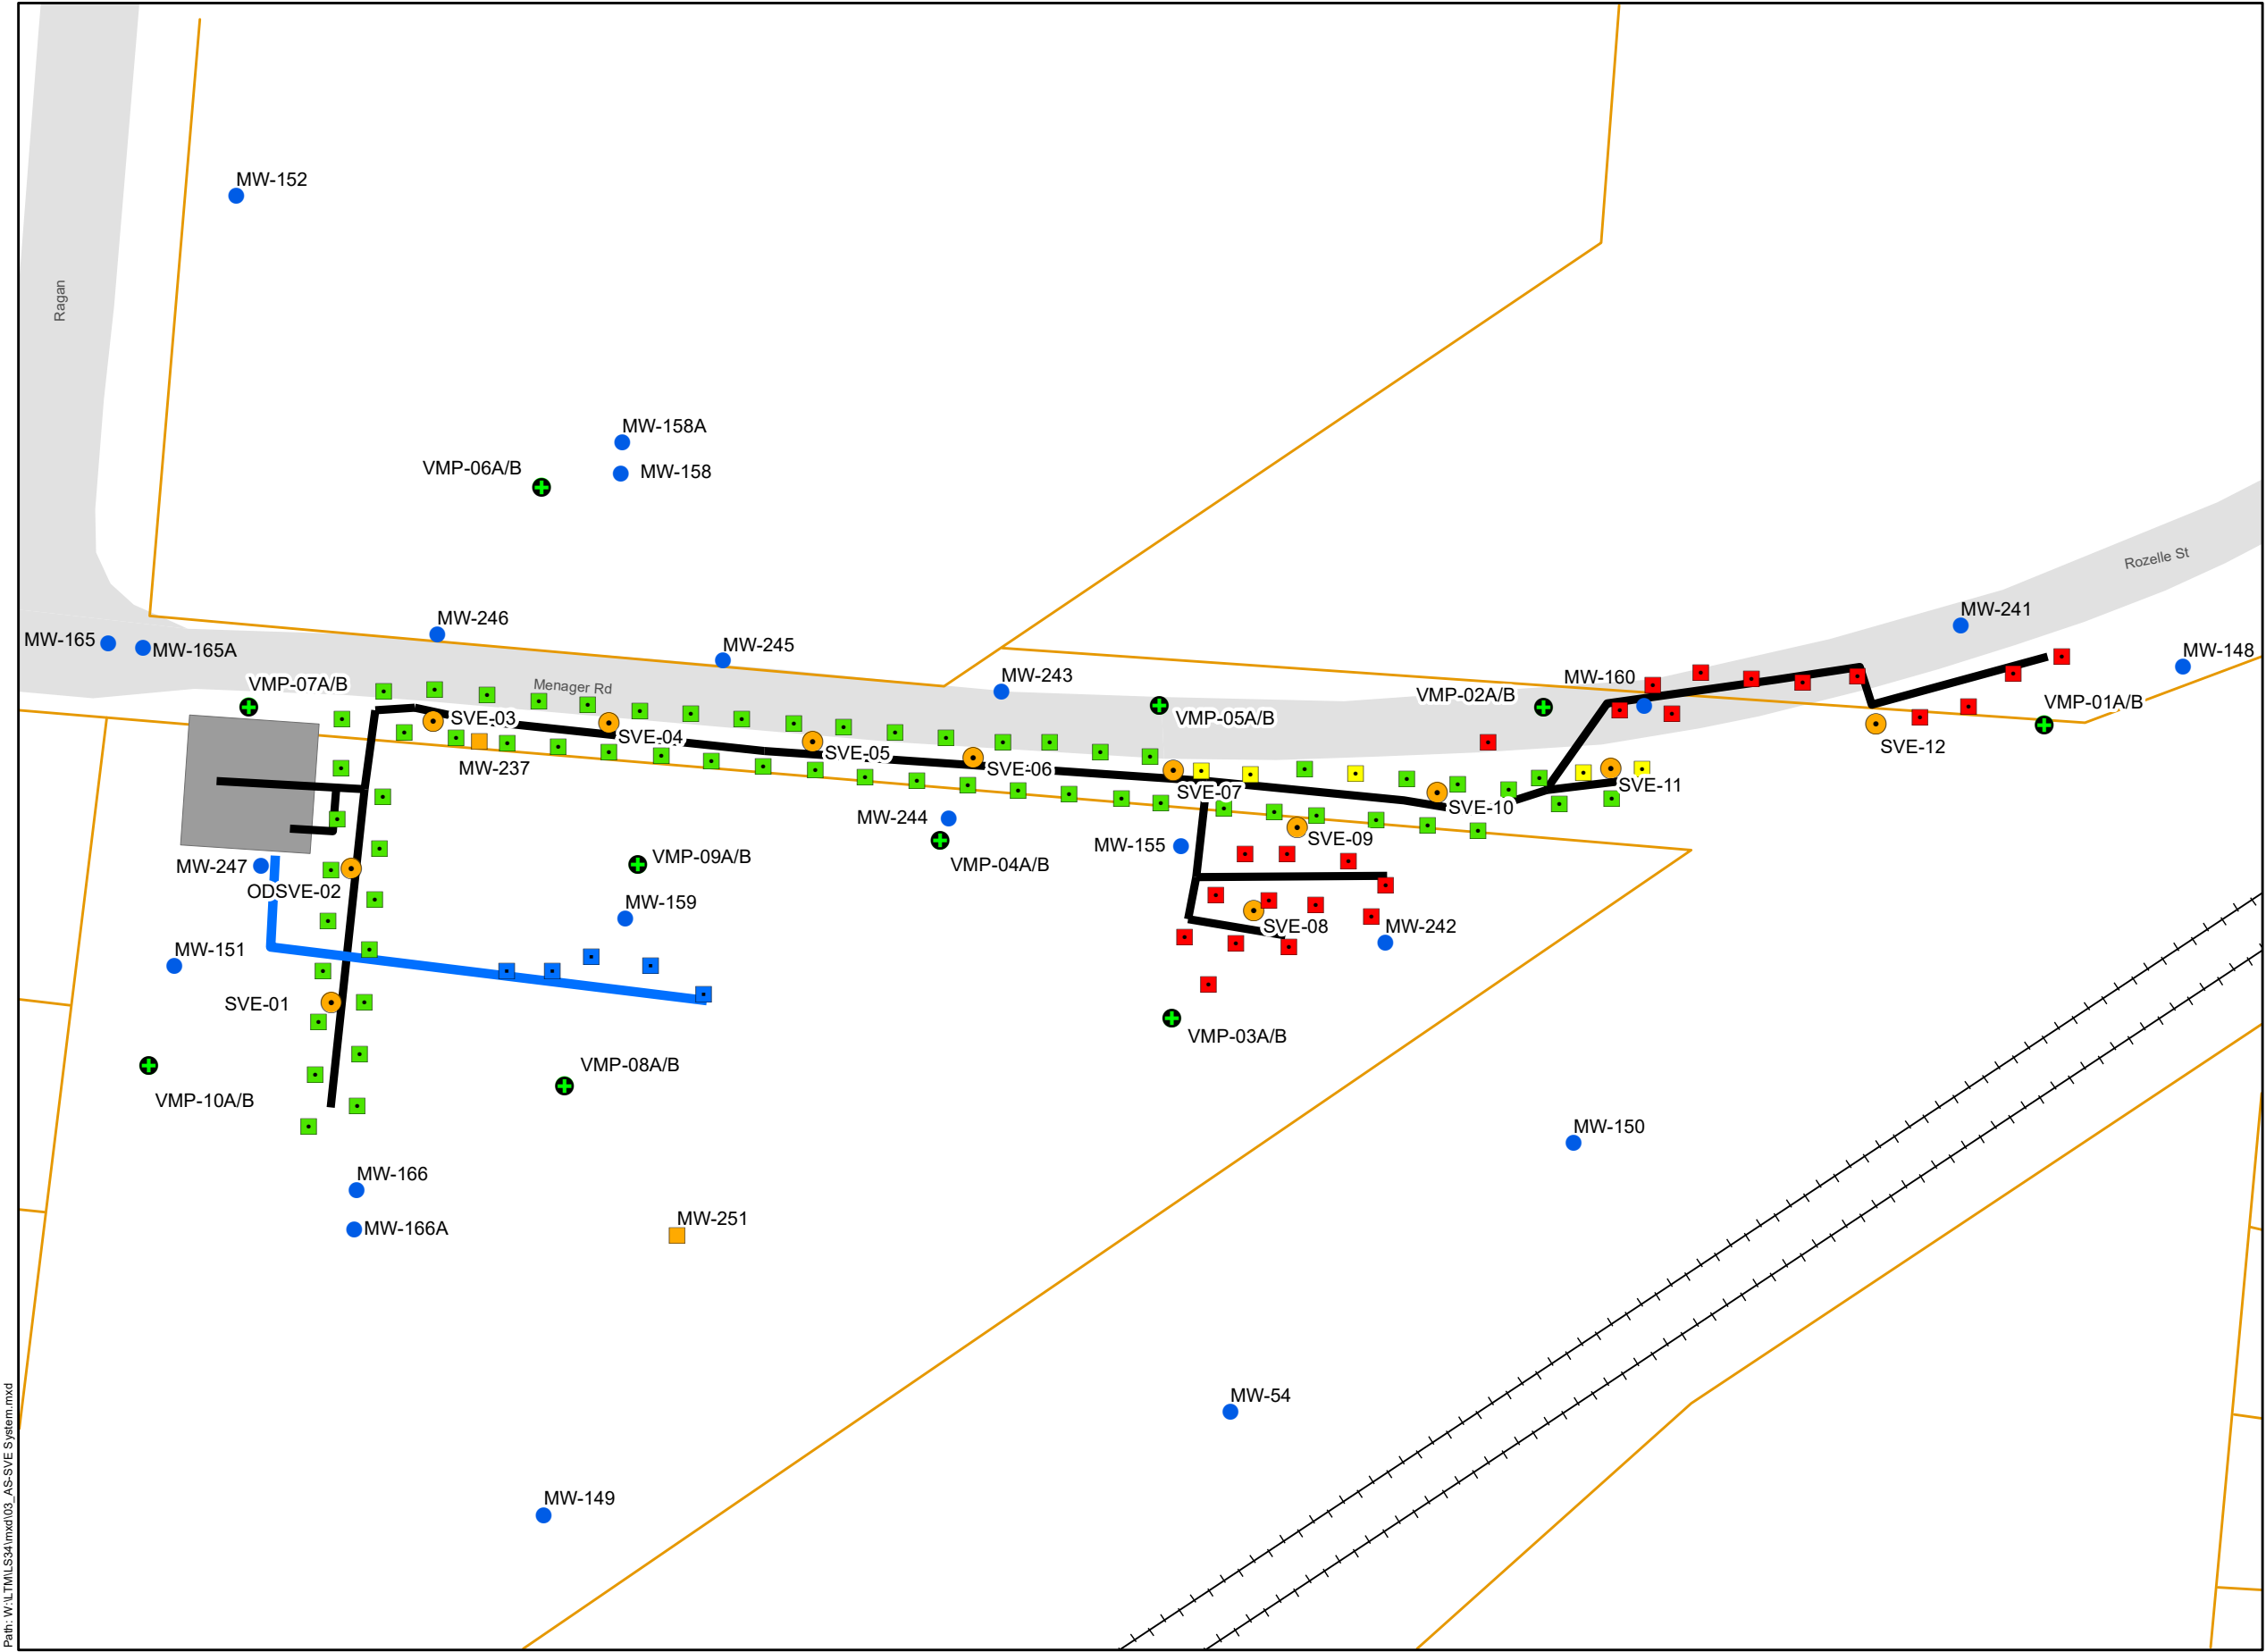 MW-152
Ragan
MW-158A
VMP-06A/B
MW-158
Rozelle St
MW-246
MW-241
MW-165
MW-165A
MW-245
MW-148
VMP-07A/B
Menager Rd
MW-243
MW-160
VMP-02A/B
VMP-01A/B
SVE-03
VMP-05A/B
SVE-04
SVE-12
SVE-05
MW-237
SVE-06
SVE-07
SVE-11
SVE-10
MW-244
SVE-09
MW-155
MW-247
VMP-09A/B
VMP-04A/B
ODSVE-02
MW-159
SVE-08
MW-242
MW-151
SVE-01
VMP-03A/B
VMP-08A/B
VMP-10A/B
MW-150
MW-166
MW-251
MW-166A
MW-54
MW-149
Path: W:\LTM\LS34\mxd\03_AS-SVE System.mxd